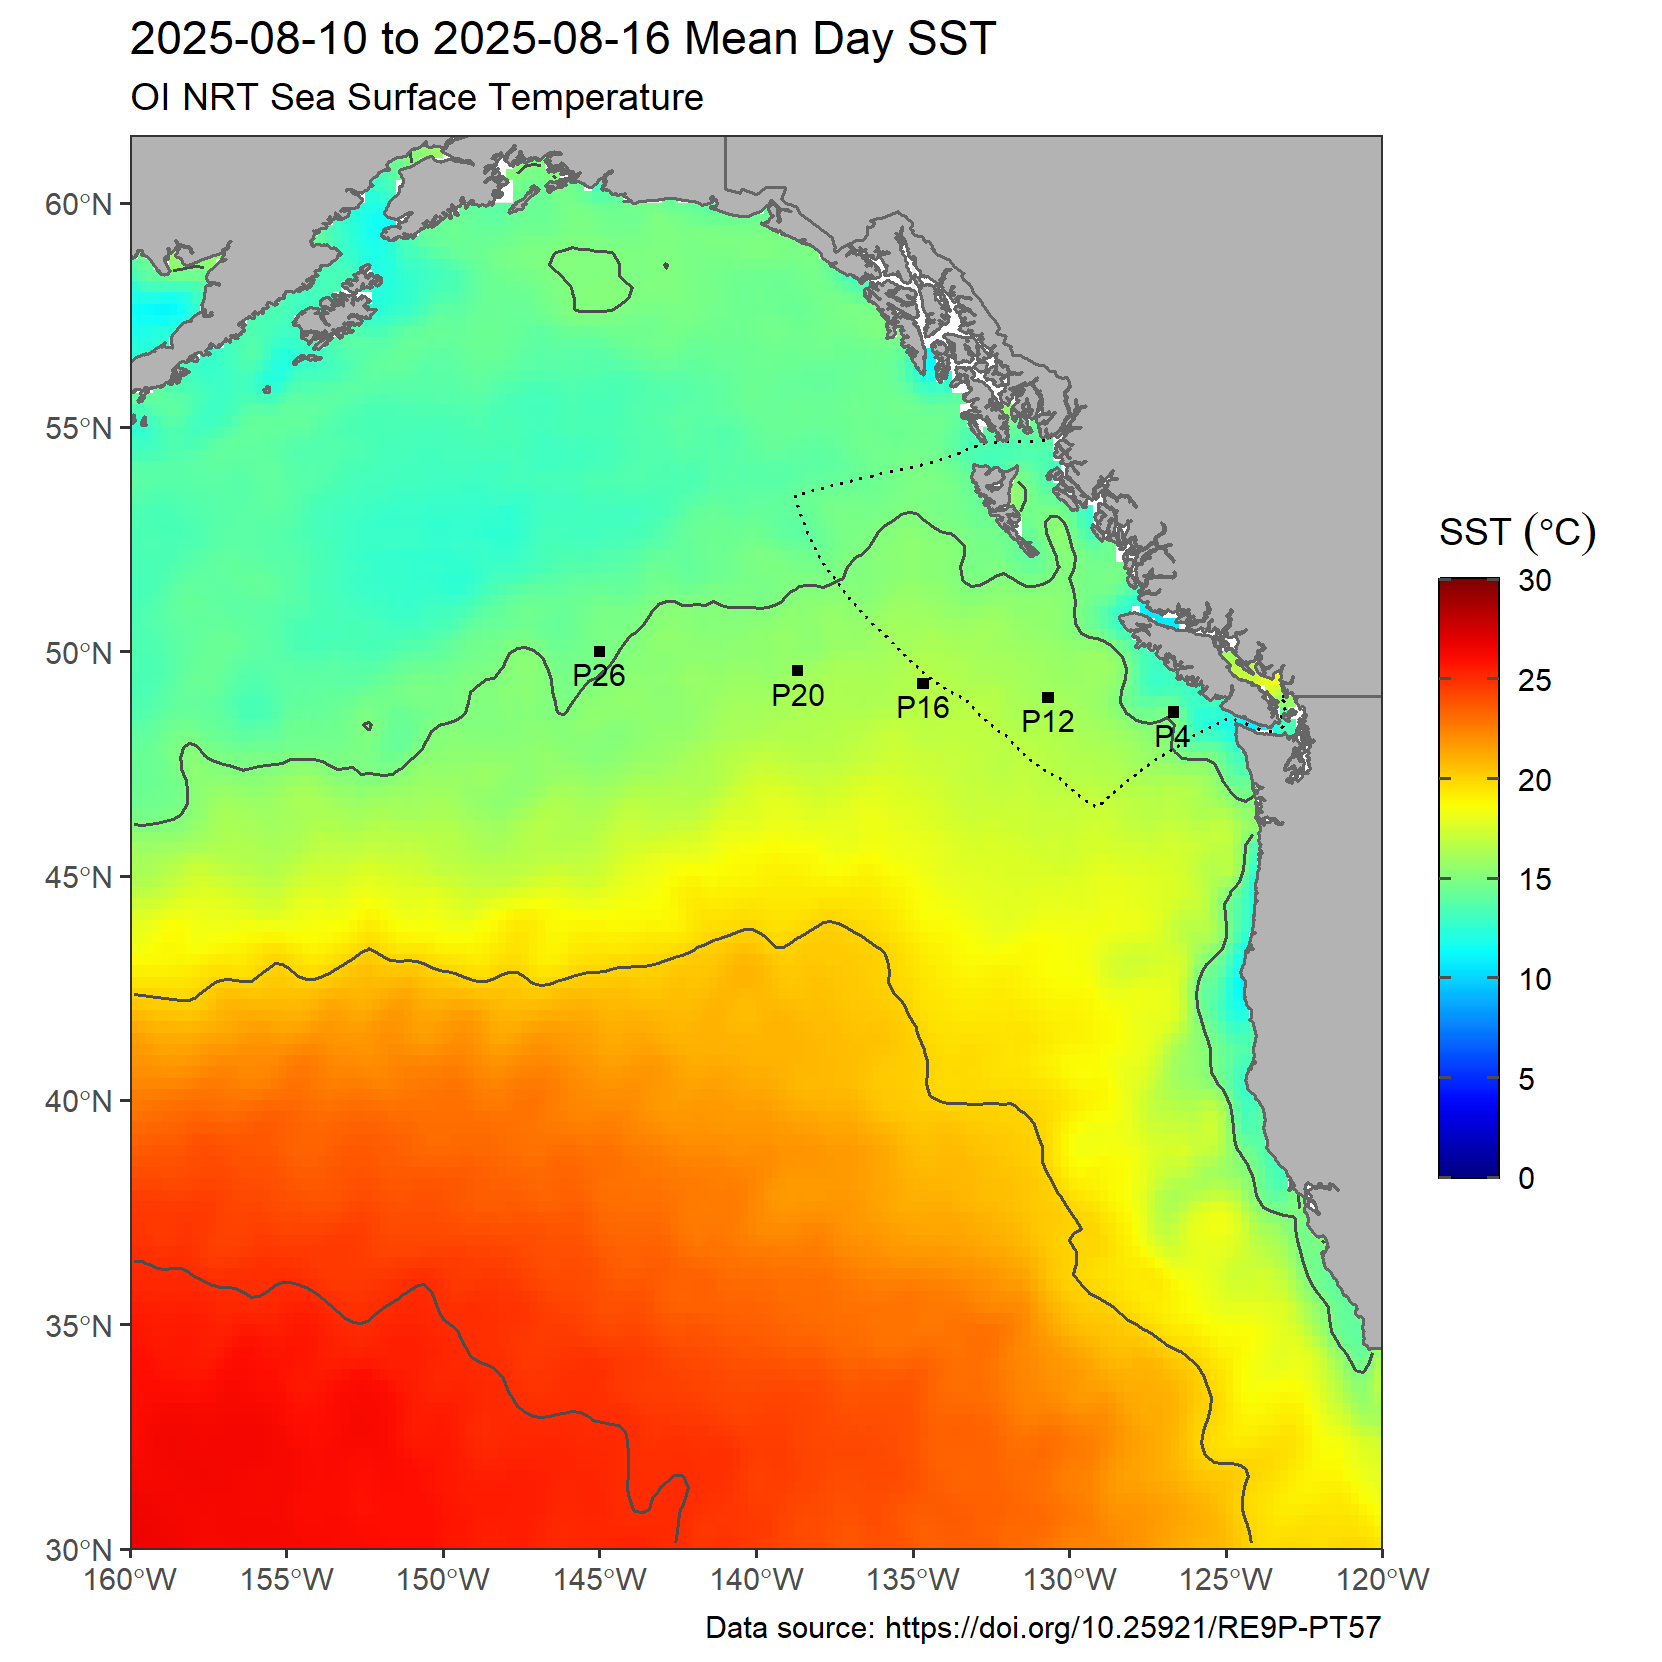 2025-08-10 to 2025-08-16 Mean Day SST
OI NRT Sea Surface Temperature
60°N
55°N
50°N
45°N
40°N
35°N
30°N
P26
P20
P16
P12
P4
160°W
155°W
150°W
145°W
140°W
135°W
130°W
125°W
120°W
SST (°C)
30
25
20
15
10
5
0
Data source: https://doi.org/10.25921/RE9P-PT57